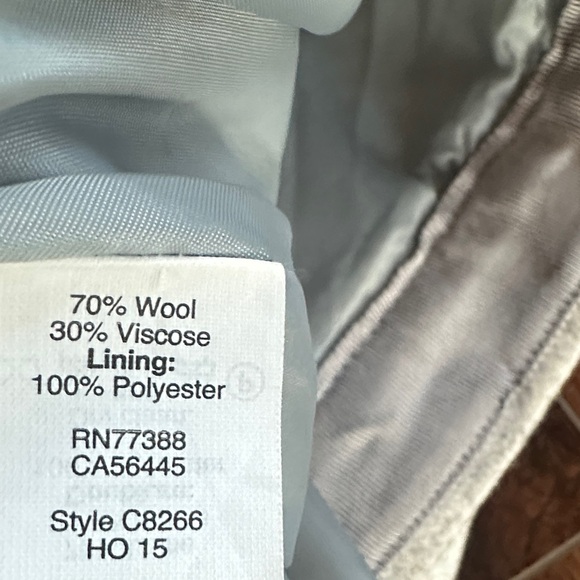 70% Wool
30% Viscose
Lining:
100% Polyester
RN77388
CA56445
Style C8266
HO 15